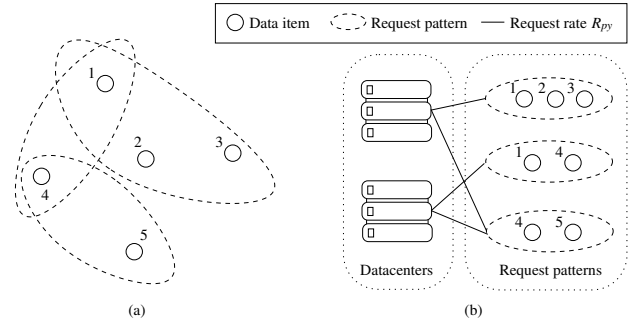 Data item Request pattern Request rate R_py
1
2
3
4
5
1 2 3
1 4
4 5
Datacenters Request patterns
(a) (b)